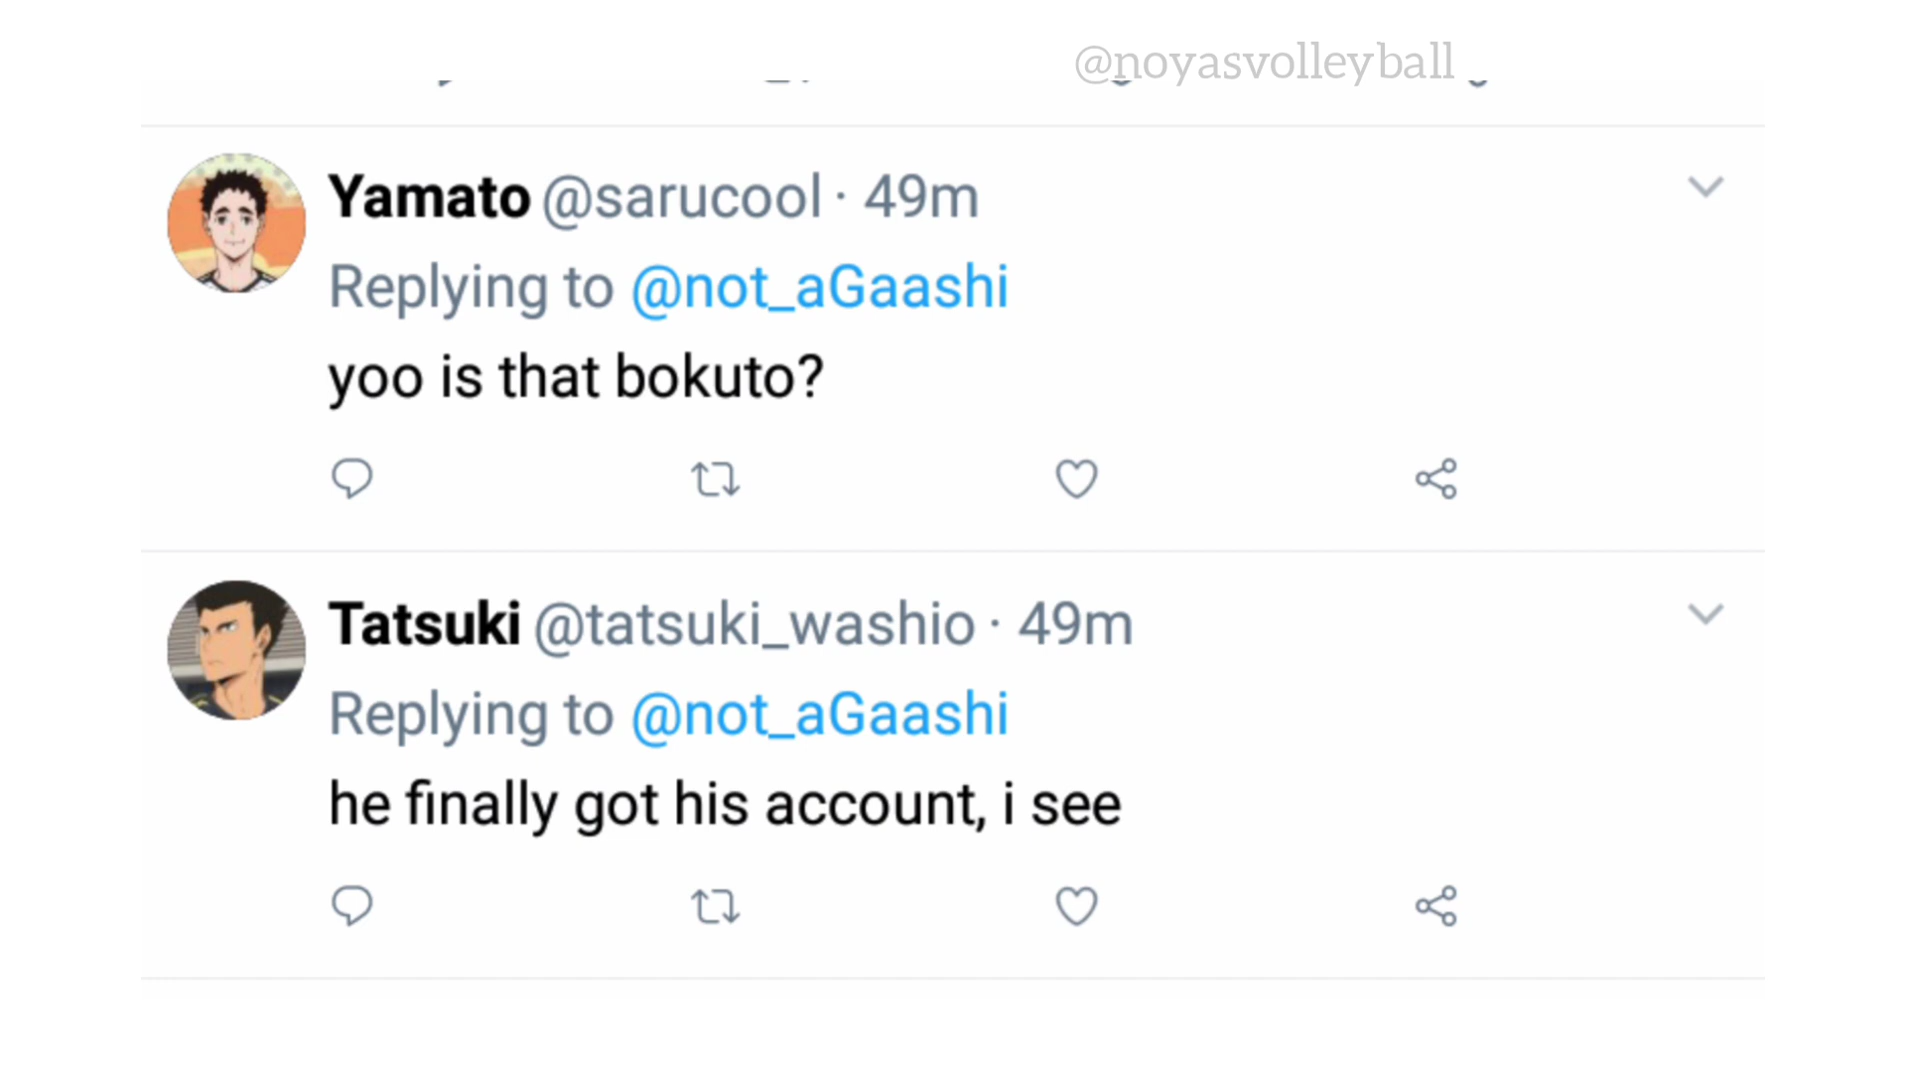 @noyasvolleyball
Yamato @sarucool · 49m
Replying to @not_aGaashi
yoo is that bokuto?
Tatsuki @tatsuki_washio · 49m
Replying to @not_aGaashi
he finally got his account, i see